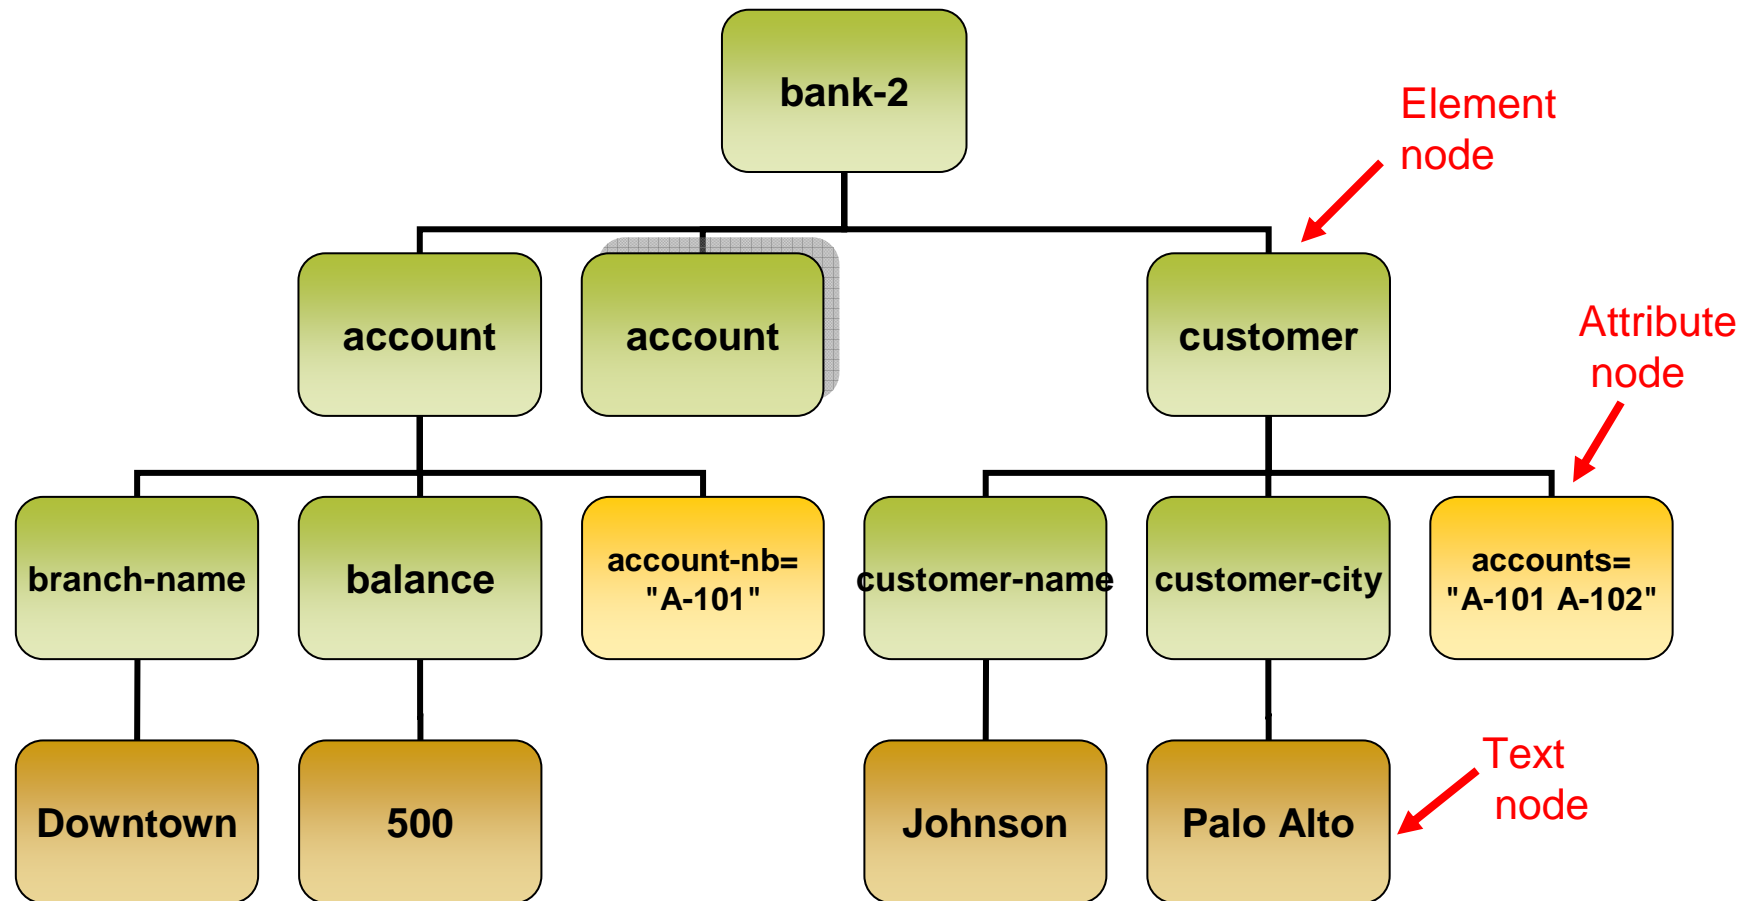 bank-2
Element
node
account
account
customer
Attribute
node
branch-name
balance
account-nb=
"A-101"
customer-name
customer-city
accounts=
"A-101 A-102"
Downtown
500
Johnson
Palo Alto
Text
node